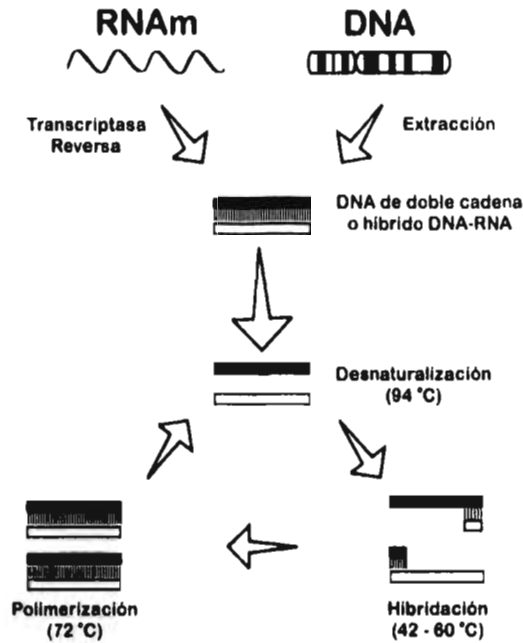 RNAm
DNA
Transcriptasa
Reversa
Extracción
DNA de doble cadena
o híbrido DNA-RNA
Desnaturalización
(94 °C)
Polimerización
(72 °C)
Hibridación
(42 - 60 °C)